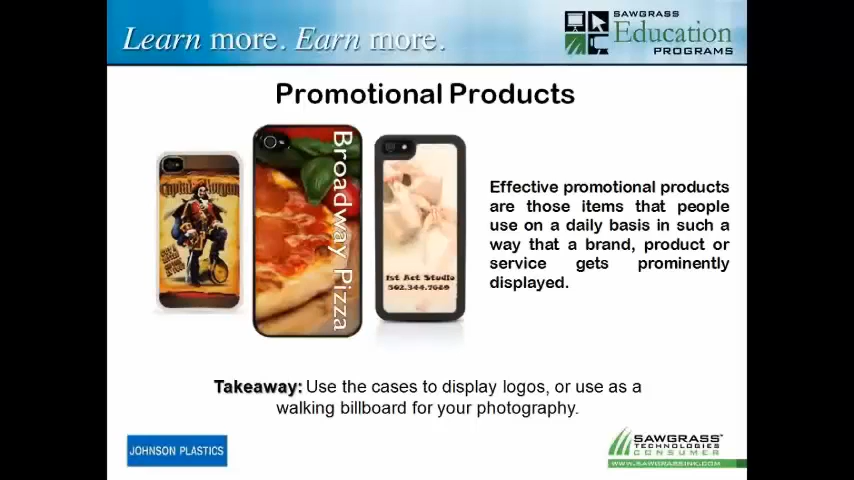 Learn more. Earn more.
SAWGRASS
Education
PROGRAMS
Promotional Products
Captain Morgan
Broadway Pizza
1st Act Studio
502.344.7689
Effective promotional products
are those items that people
use on a daily basis in such a
way that a brand, product or
service gets prominently
displayed.
Takeaway: Use the cases to display logos, or use as a
walking billboard for your photography.
JOHNSON PLASTICS
SAWGRASS
TECHNOLOGIES
CONSUMER
WWW.SAWGRASSINK.COM